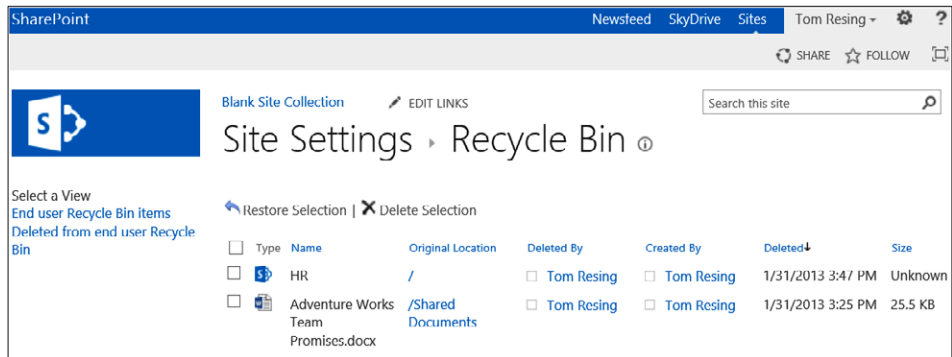 SharePoint Newsfeed SkyDrive Sites Tom Resing ?
SHARE FOLLOW
S
Blank Site Collection EDIT LINKS Search this site
Site Settings Recycle Bin
Select a View
End user Recycle Bin items
Deleted from end user Recycle
Bin
Restore Selection | Delete Selection
Type Name Original Location Deleted By Created By Deleted Size
HR / Tom Resing Tom Resing 1/31/2013 3:47 PM Unknown
Adventure Works /Shared Tom Resing Tom Resing 1/31/2013 3:25 PM 25.5 KB
Team Documents
Promises.docx